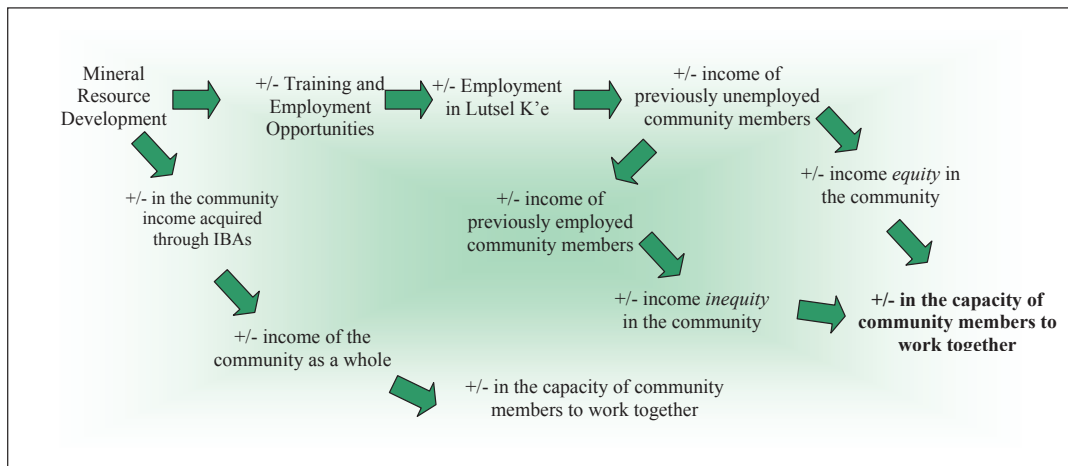 Mineral
Resource
Development
+/- Training and
Employment
Opportunities
+/- Employment
in Lutsel K’e
+/- income of
previously unemployed
community members
+/- in the community
income acquired
through IBAs
+/- income of
previously employed
community members
+/- income equity in
the community
+/- income inequity
in the community
+/- in the capacity of
community members to
work together
+/- income of the
community as a whole
+/- in the capacity of community
members to work together